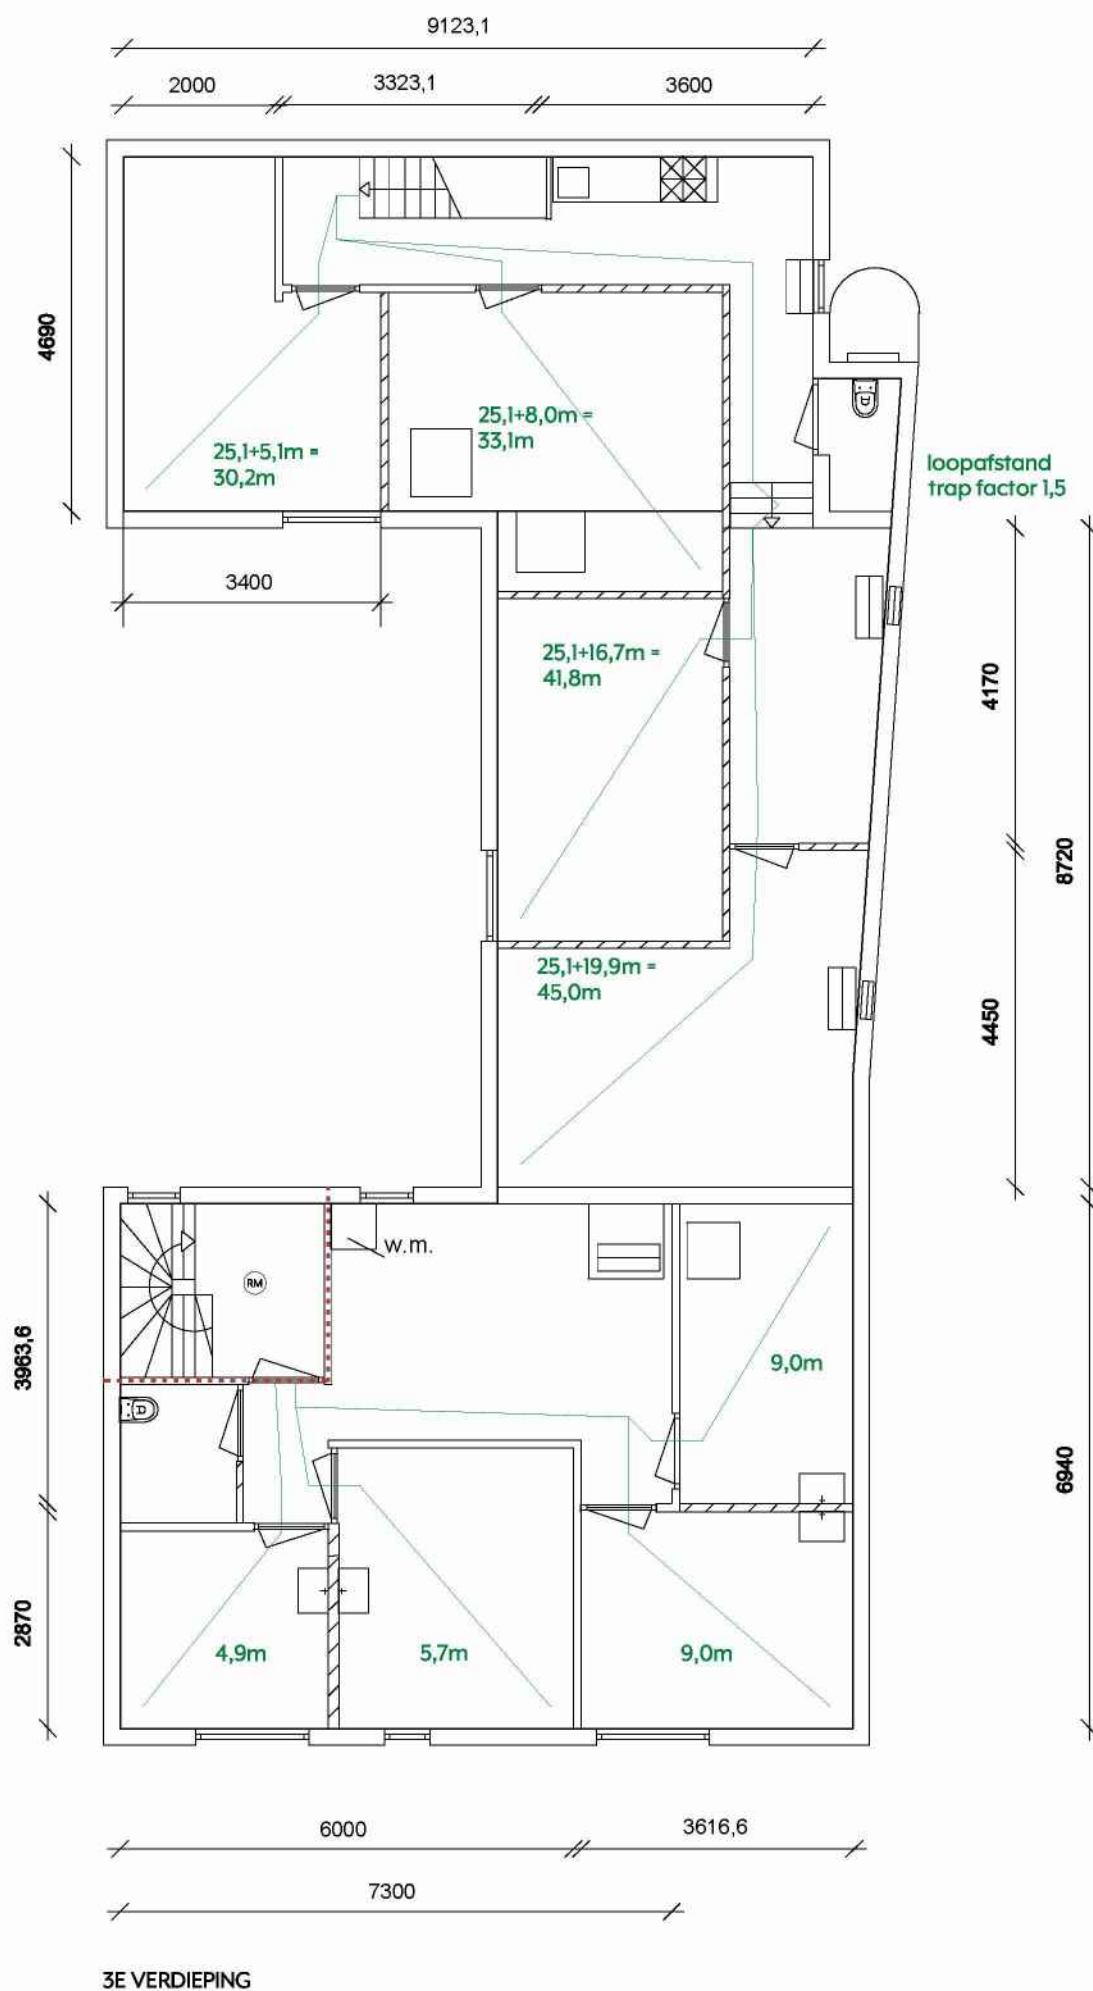 9123,1
2000
3323,1
3600
4690
25,1+8,0m =
33,1m
25,1+5,1m =
30,2m
loopafstand
trap factor 1,5
3400
25,1+16,7m =
41,8m
4170
8720
25,1+19,9m =
45,0m
4450
w.m.
RM
3963,6
9,0m
6940
2870
4,9m
5,7m
9,0m
6000
3616,6
7300
3E VERDIEPING